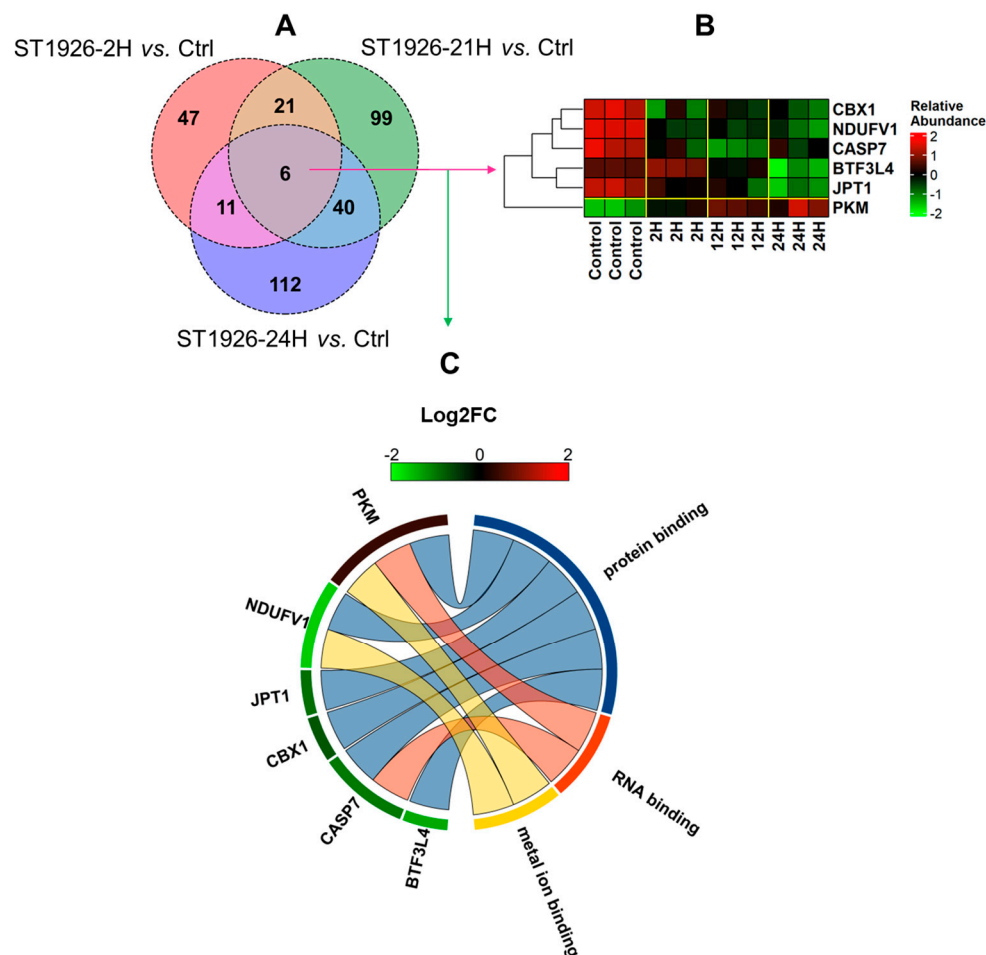 A
ST1926-2H vs. Ctrl
ST1926-21H vs. Ctrl
47
21
99
6
11
40
112
ST1926-24H vs. Ctrl
B
CBX1
NDUFV1
CASP7
BTF3L4
JPT1
PKM
Control
Control
Control
2H
2H
2H
12H
12H
12H
24H
24H
24H
Relative
Abundance
2
1
0
-1
-2
C
Log2FC
-2
0
2
PKM
NDUFV1
JPT1
CBX1
CASP7
BTF3L4
protein binding
RNA binding
metal ion binding